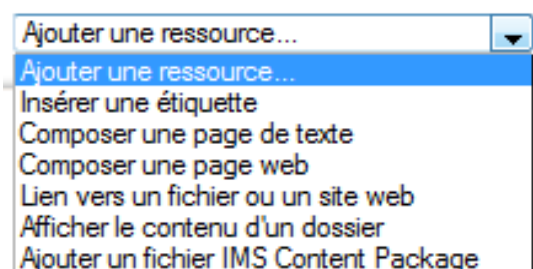 Ajouter une ressource...
Ajouter une ressource...
Insérer une étiquette
Composer une page de texte
Composer une page web
Lien vers un fichier ou un site web
Afficher le contenu d'un dossier
Ajouter un fichier IMS Content Package